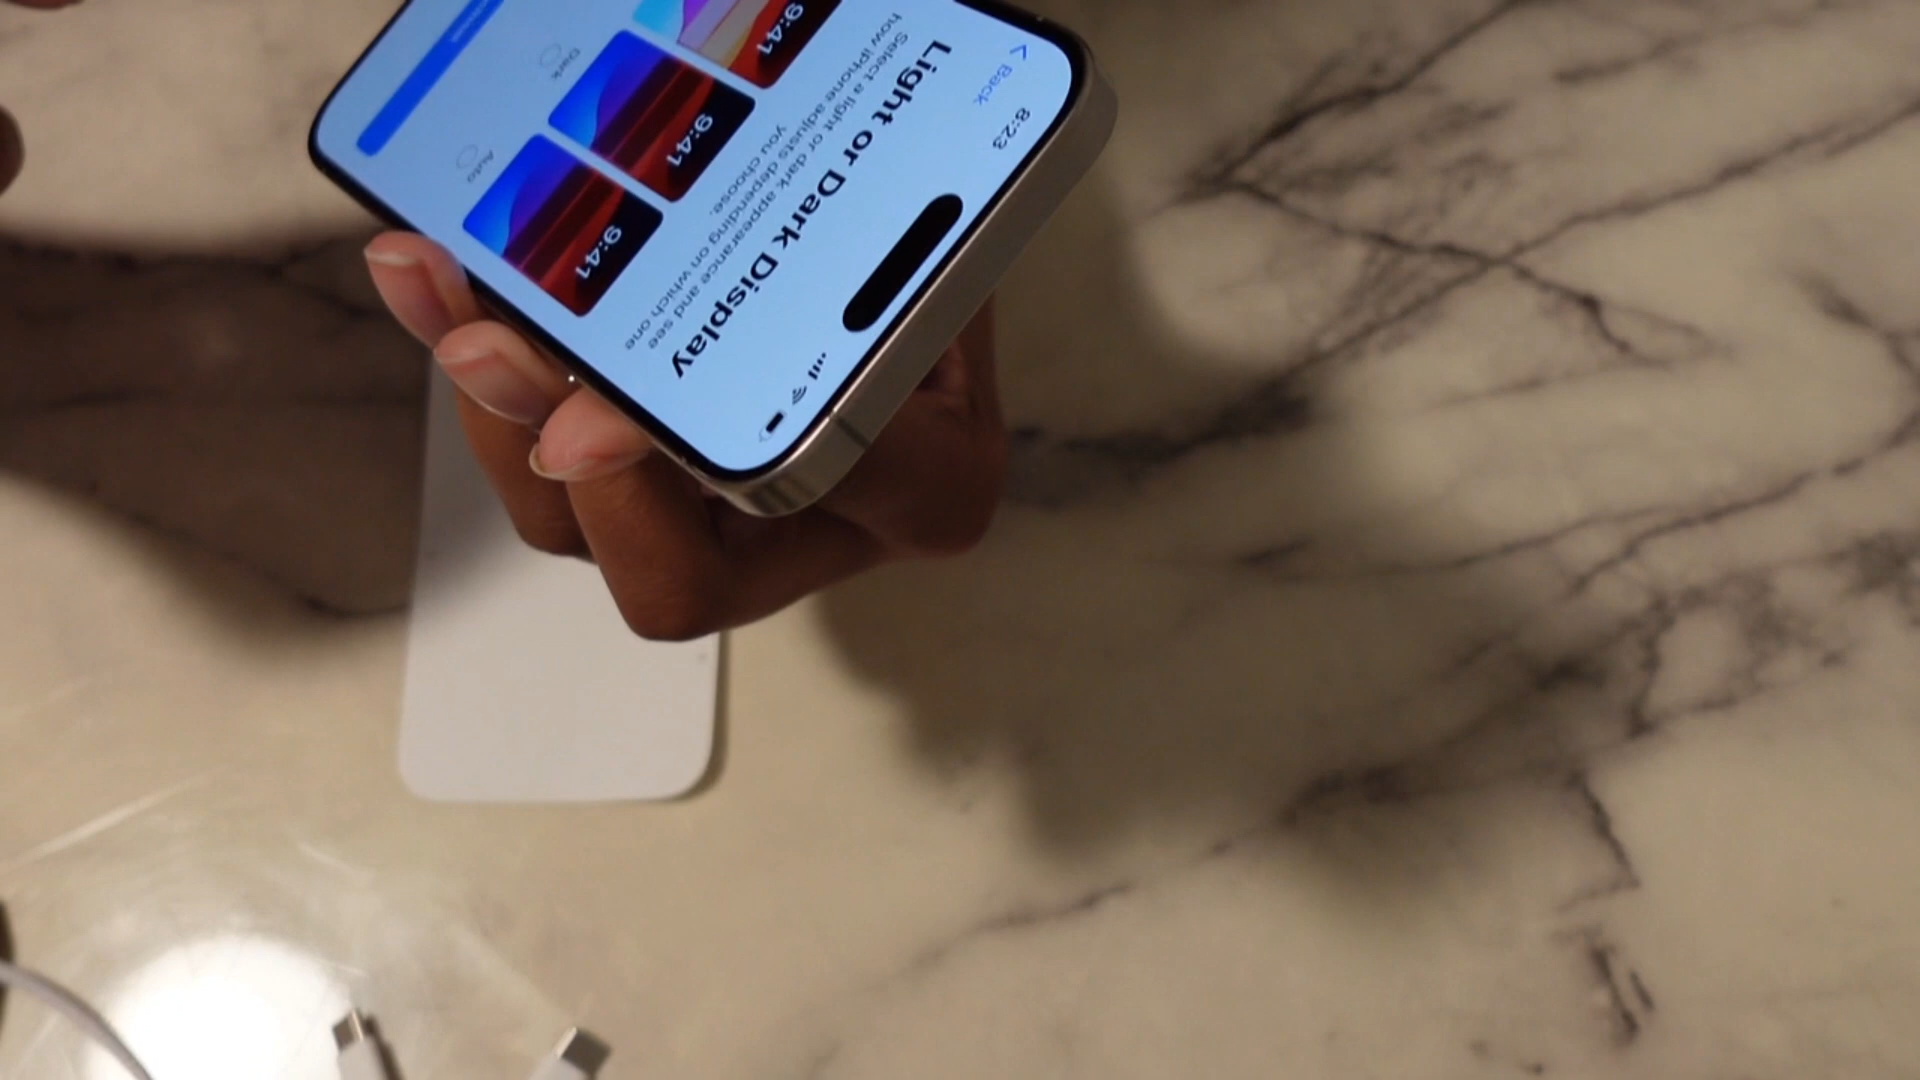 8:23
< Back
Light or Dark Display
Select a light or dark appearance and see
how iPhone adjusts depending on which one
you choose.
9:41
9:41
9:41
Dark
Auto